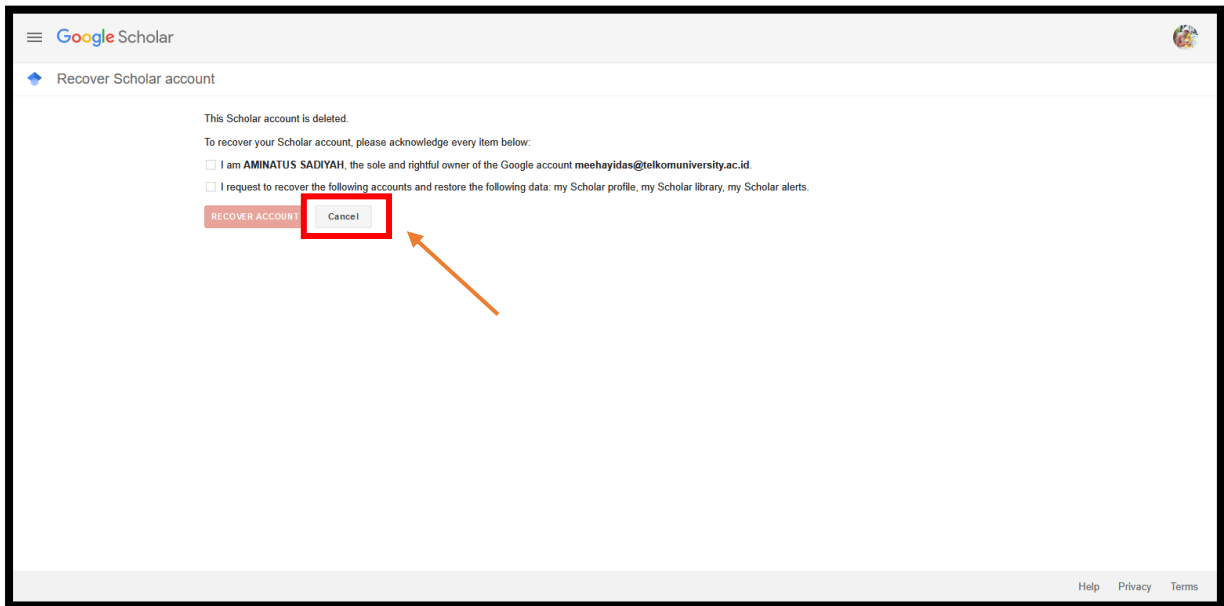 Google Scholar
Recover Scholar account
This Scholar account is deleted.
To recover your Scholar account, please acknowledge every item below:
I am AMINATUS SADIYAH, the sole and rightful owner of the Google account meehayidas@telkomuniversity.ac.id.
I request to recover the following accounts and restore the following data: my Scholar profile, my Scholar library, my Scholar alerts.
RECOVER ACCOUNT Cancel
Help Privacy Terms